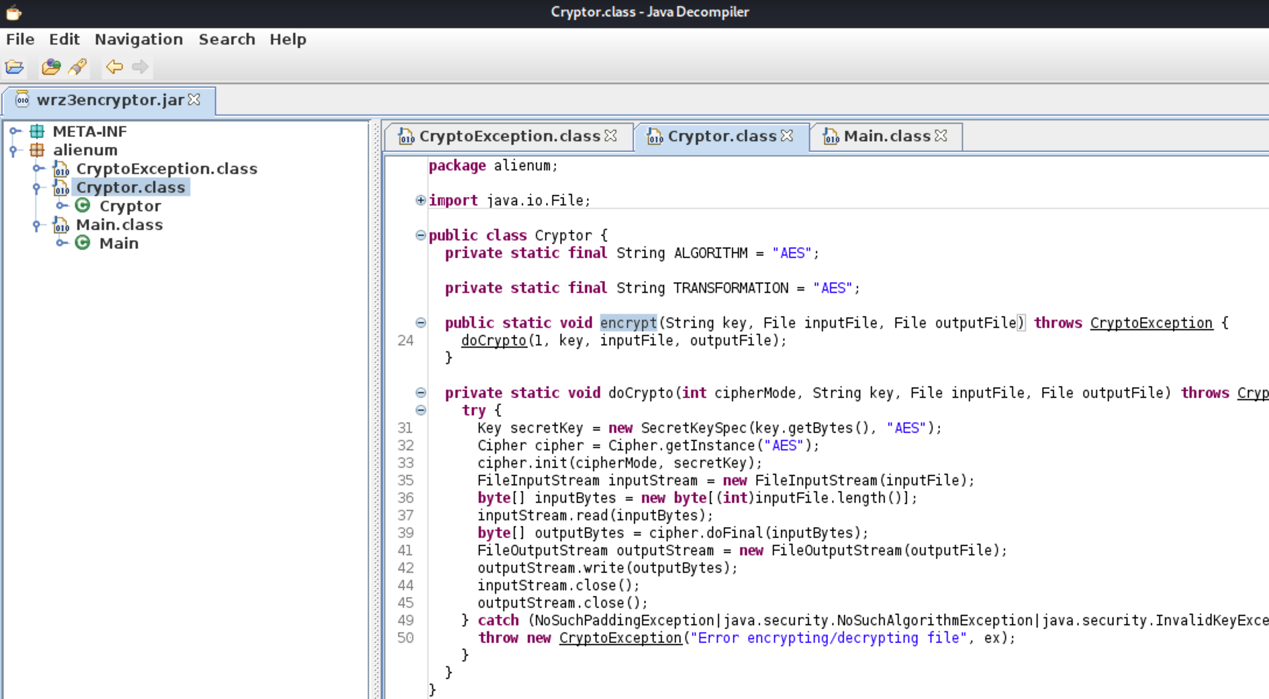 Cryptor.class - Java Decompiler
File Edit Navigation Search Help
wrz3encryptor.jar
META-INF
alienum
CryptoException.class
Cryptor.class
Cryptor
Main.class
Main
CryptoException.class Cryptor.class Main.class
package alienum;
import java.io.File;
public class Cryptor {
private static final String ALGORITHM = "AES";
private static final String TRANSFORMATION = "AES";
public static void encrypt(String key, File inputFile, File outputFile) throws CryptoException {
24 doCrypto(1, key, inputFile, outputFile);
}
private static void doCrypto(int cipherMode, String key, File inputFile, File outputFile) throws Cryp
try {
31 Key secretKey = new SecretKeySpec(key.getBytes(), "AES");
32 Cipher cipher = Cipher.getInstance("AES");
33 cipher.init(cipherMode, secretKey);
35 FileInputStream inputStream = new FileInputStream(inputFile);
36 byte[] inputBytes = new byte[(int)inputFile.length()];
37 inputStream.read(inputBytes);
39 byte[] outputBytes = cipher.doFinal(inputBytes);
41 FileOutputStream outputStream = new FileOutputStream(outputFile);
42 outputStream.write(outputBytes);
44 inputStream.close();
45 outputStream.close();
49 } catch (NoSuchPaddingException|java.security.NoSuchAlgorithmException|java.security.InvalidKeyExce
50 throw new CryptoException("Error encrypting/decrypting file", ex);
}
}
}